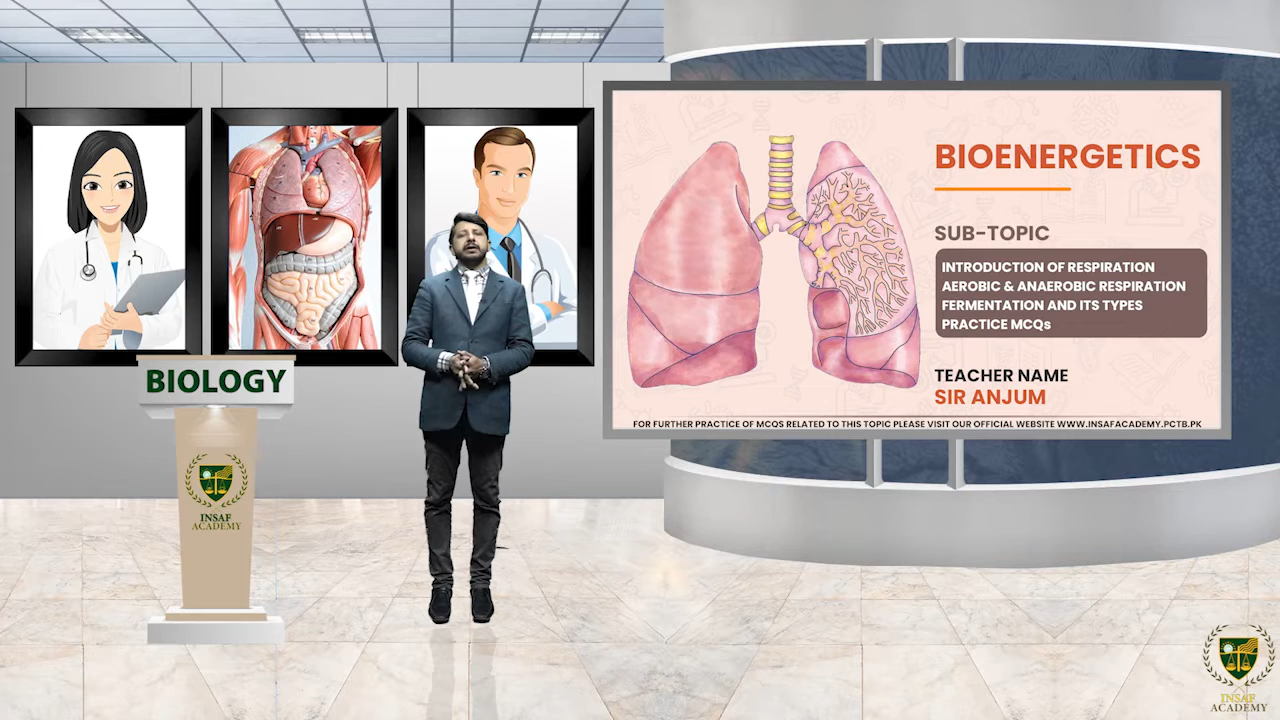 BIOLOGY
INSAF
ACADEMY
BIOENERGETICS
SUB-TOPIC
INTRODUCTION OF RESPIRATION
AEROBIC & ANAEROBIC RESPIRATION
FERMENTATION AND ITS TYPES
PRACTICE MCQs
TEACHER NAME
SIR ANJUM
FOR FURTHER PRACTICE OF MCQS RELATED TO THIS TOPIC PLEASE VISIT OUR OFFICIAL WEBSITE WWW.INSAFACADEMY.PCTB.PK
INSAF
ACADEMY